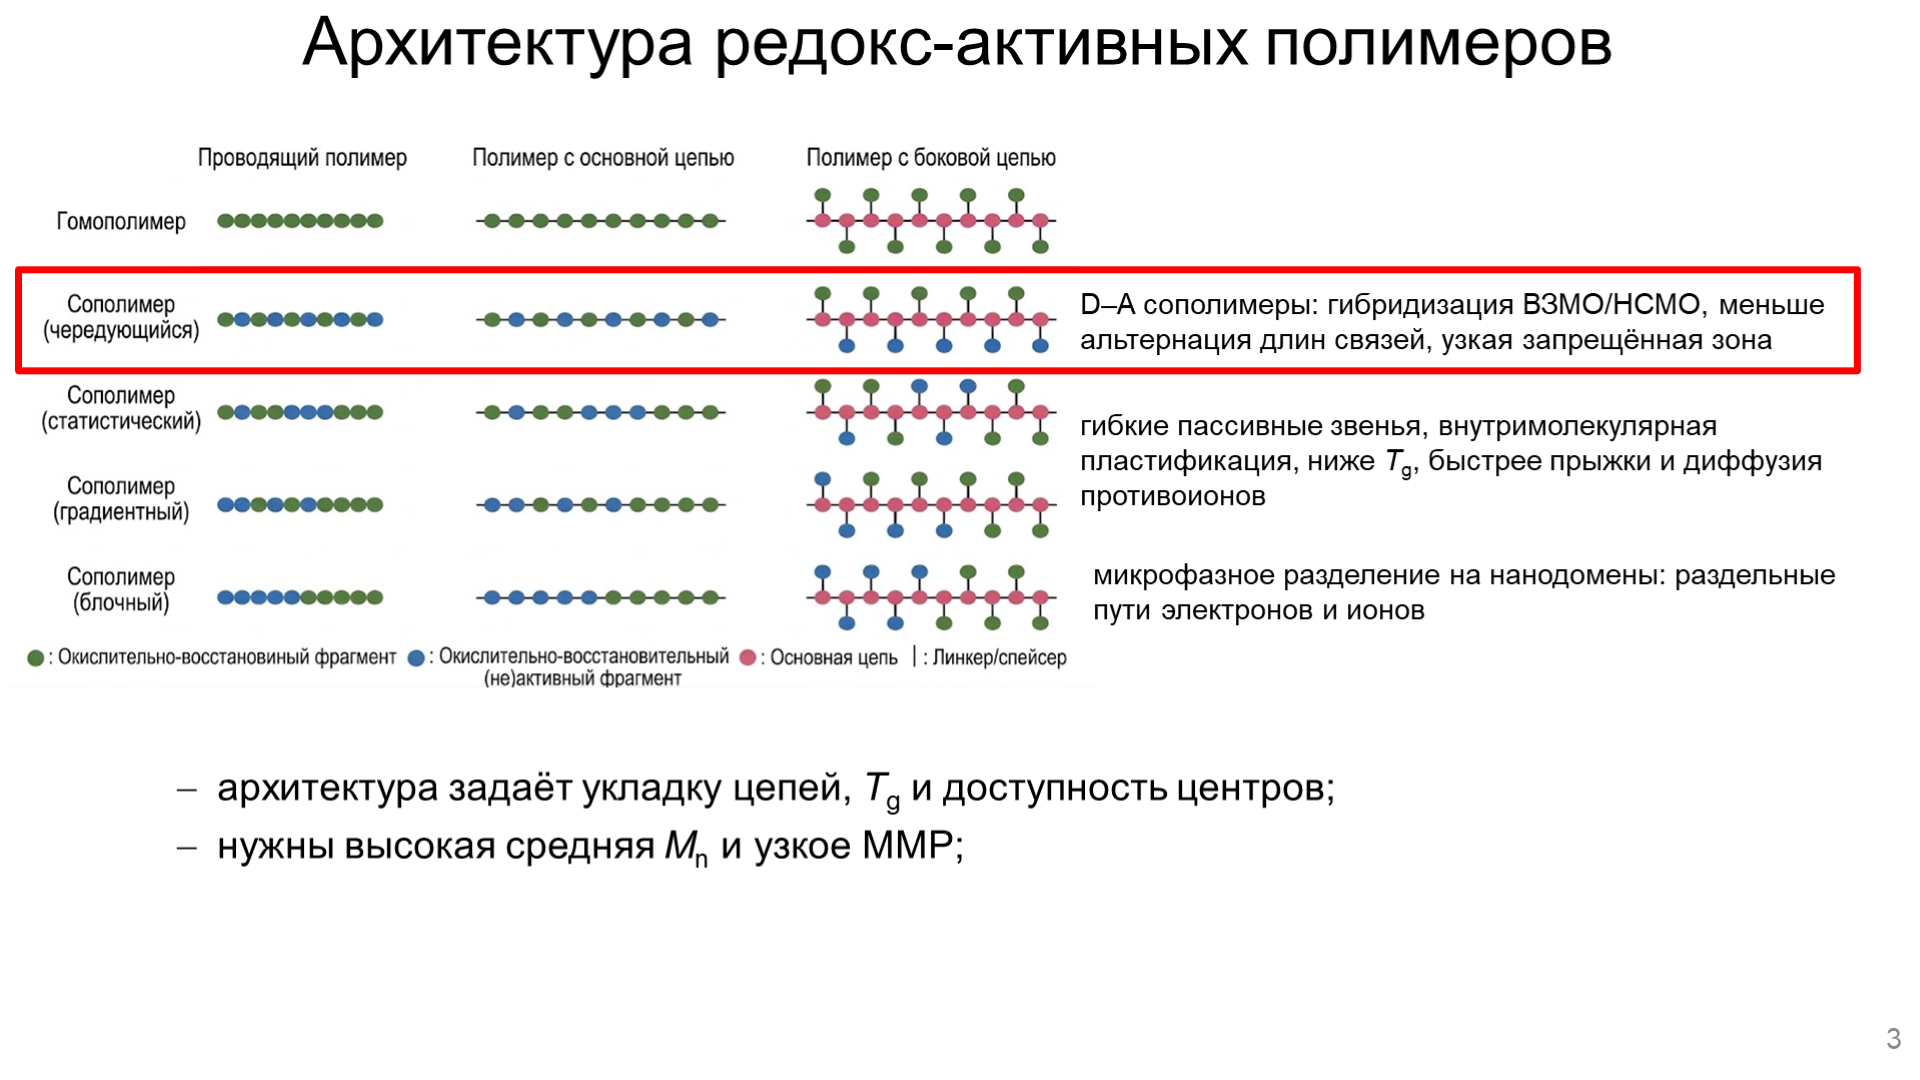 Архитектура редокс-активных полимеров
Проводящий полимер
Полимер с основной цепью
Полимер с боковой цепью
Гомополимер
Сополимер
(чередующийся)
D–A сополимеры: гибридизация ВЗМО/НСМО, меньше
альтернация длин связей, узкая запрещённая зона
Сополимер
(статистический)
гибкие пассивные звенья, внутримолекулярная
пластификация, ниже Tg, быстрее прыжки и диффузия
противоионов
Сополимер
(градиентный)
Сополимер
(блочный)
микрофазное разделение на нанодомены: раздельные
пути электронов и ионов
: Окислительно-восстановиный фрагмент
: Окислительно-восстановительный
(не)активный фрагмент
: Основная цепь
: Линкер/спейсер
– архитектура задаёт укладку цепей, Tg и доступность центров;
– нужны высокая средняя Mn и узкое ММР;
3